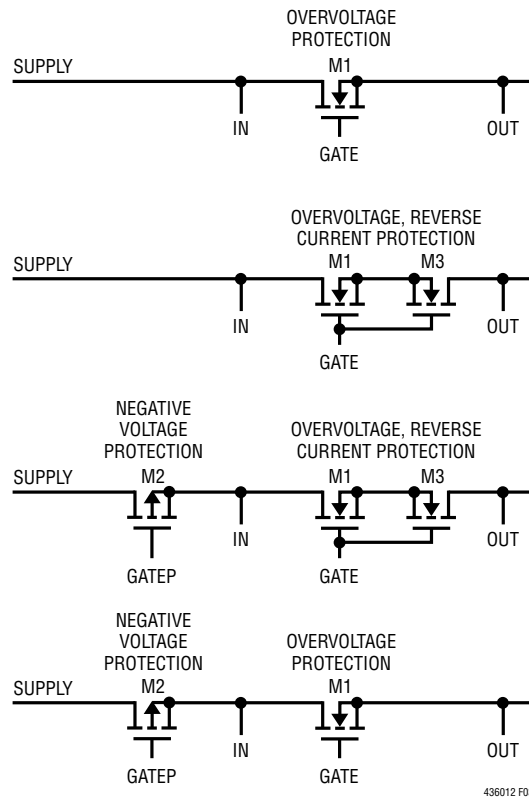 OVERVOLTAGE
PROTECTION
SUPPLY
M1
IN
OUT
GATE
OVERVOLTAGE, REVERSE
CURRENT PROTECTION
SUPPLY
M1
M3
IN
OUT
GATE
NEGATIVE
VOLTAGE
PROTECTION
OVERVOLTAGE, REVERSE
CURRENT PROTECTION
SUPPLY
M2
M1
M3
IN
OUT
GATEP
GATE
NEGATIVE
VOLTAGE
PROTECTION
OVERVOLTAGE
PROTECTION
SUPPLY
M2
M1
IN
OUT
GATEP
GATE
436012